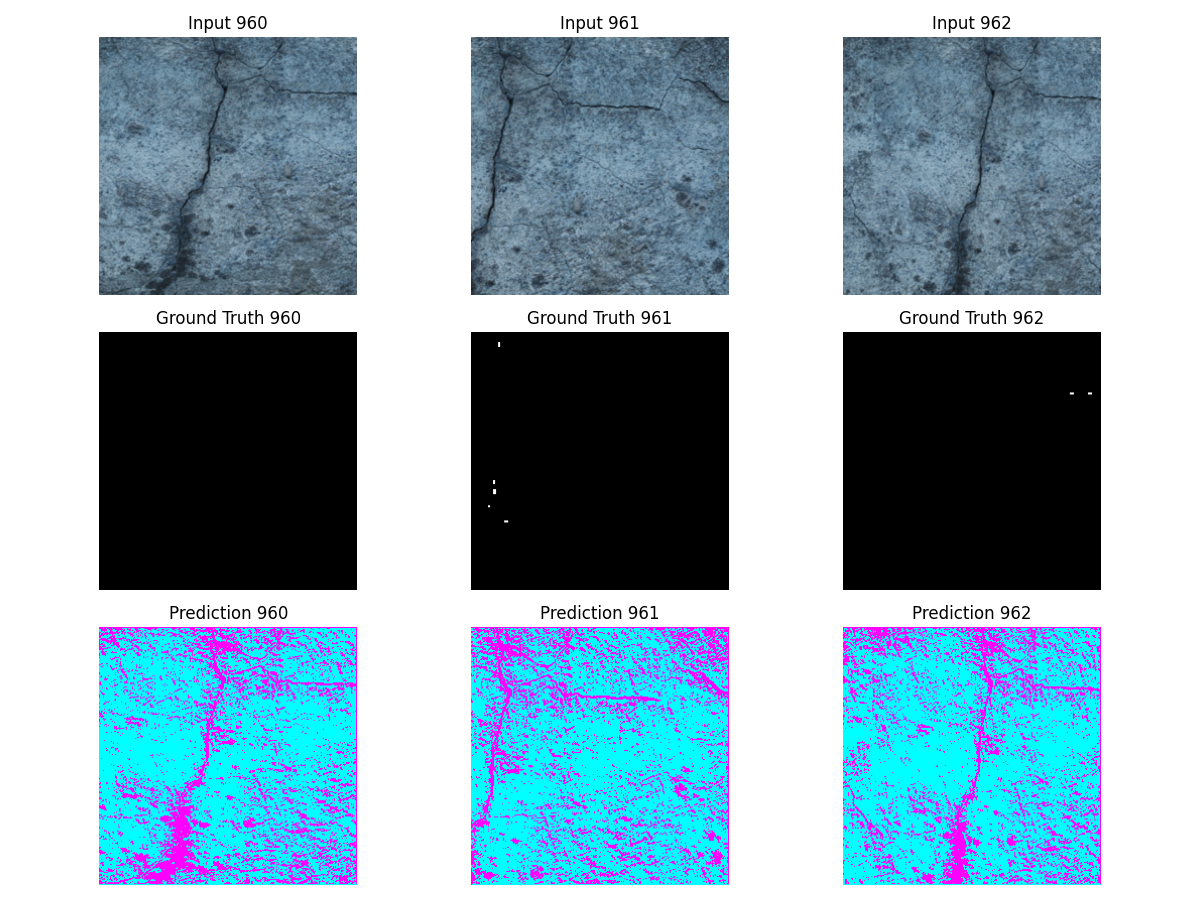 Input 960
Input 961
Input 962
Ground Truth 960
Ground Truth 961
Ground Truth 962
Prediction 960
Prediction 961
Prediction 962